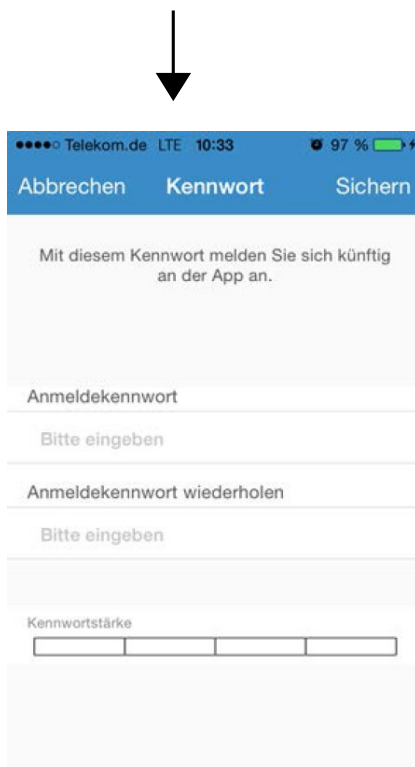 Telekom.de LTE 10:33 97 %
Abbrechen Kennwort Sichern
Mit diesem Kennwort melden Sie sich künftig
an der App an.
Anmeldekennwort
Bitte eingeben
Anmeldekennwort wiederholen
Bitte eingeben
Kennwortstärke